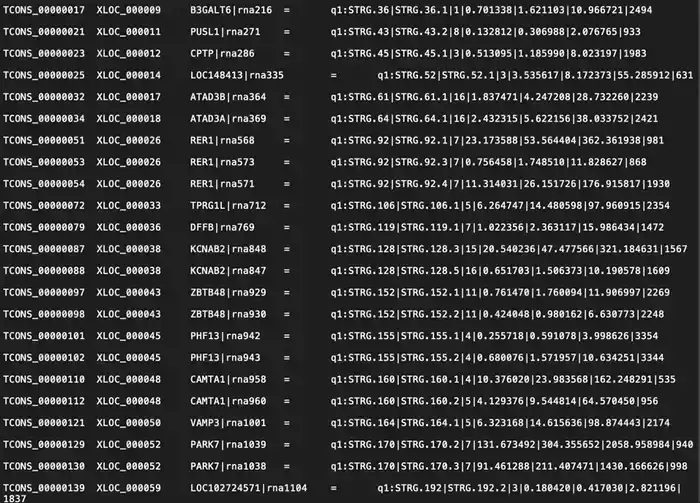 TCONS_00000017 XLOC_000009 B3GALT6|rna216 = q1:STRG.36|STRG.36.1|1|0.701338|1.621103|10.966721|2494
TCONS_00000021 XLOC_000011 PUSL1|rna271 = q1:STRG.43|STRG.43.2|8|0.132812|0.306988|2.076765|933
TCONS_00000023 XLOC_000012 CPTP|rna286 = q1:STRG.45|STRG.45.1|3|0.513095|1.185990|8.023197|1983
TCONS_00000025 XLOC_000014 LOC148413|rna335 = q1:STRG.52|STRG.52.1|3|3.535617|8.172373|55.285912|631
TCONS_00000032 XLOC_000017 ATAD3B|rna364 = q1:STRG.61|STRG.61.1|16|1.837471|4.247208|28.732260|2239
TCONS_00000034 XLOC_000018 ATAD3A|rna369 = q1:STRG.64|STRG.64.1|16|2.432315|5.622156|38.033752|2421
TCONS_00000051 XLOC_000026 RER1|rna568 = q1:STRG.92|STRG.92.1|7|23.173588|53.564404|362.361938|981
TCONS_00000053 XLOC_000026 RER1|rna573 = q1:STRG.92|STRG.92.3|7|0.756458|1.748510|11.828627|868
TCONS_00000054 XLOC_000026 RER1|rna571 = q1:STRG.92|STRG.92.4|7|11.314031|26.151726|176.915817|1930
TCONS_00000072 XLOC_000033 TPRG1L|rna712 = q1:STRG.106|STRG.106.1|5|6.264747|14.480598|97.960915|2354
TCONS_00000079 XLOC_000036 DFFB|rna769 = q1:STRG.119|STRG.119.1|7|1.022356|2.363117|15.986434|1472
TCONS_00000087 XLOC_000038 KCNAB2|rna848 = q1:STRG.128|STRG.128.3|15|20.540236|47.477566|321.184631|1567
TCONS_00000088 XLOC_000038 KCNAB2|rna847 = q1:STRG.128|STRG.128.5|16|0.651703|1.506373|10.190578|1609
TCONS_00000097 XLOC_000043 ZBTB48|rna929 = q1:STRG.152|STRG.152.1|11|0.761470|1.760094|11.906997|2269
TCONS_00000098 XLOC_000043 ZBTB48|rna930 = q1:STRG.152|STRG.152.2|11|0.424048|0.980162|6.630773|2248
TCONS_00000101 XLOC_000045 PHF13|rna942 = q1:STRG.155|STRG.155.1|4|0.255718|0.591078|3.998626|3354
TCONS_00000102 XLOC_000045 PHF13|rna943 = q1:STRG.155|STRG.155.2|4|0.680076|1.571957|10.634251|3344
TCONS_00000110 XLOC_000048 CAMTA1|rna958 = q1:STRG.160|STRG.160.1|4|10.376020|23.983568|162.248291|535
TCONS_00000112 XLOC_000048 CAMTA1|rna960 = q1:STRG.160|STRG.160.2|5|4.129376|9.544814|64.570450|956
TCONS_00000121 XLOC_000050 VAMP3|rna1001 = q1:STRG.164|STRG.164.1|5|6.323168|14.615636|98.874443|2174
TCONS_00000129 XLOC_000052 PARK7|rna1039 = q1:STRG.170|STRG.170.2|7|131.673492|304.355652|2058.958984|940
TCONS_00000130 XLOC_000052 PARK7|rna1038 = q1:STRG.170|STRG.170.3|7|91.461288|211.407471|1430.166626|998
TCONS_00000139 XLOC_000059 LOC102724571|rna1104 = q1:STRG.192|STRG.192.2|3|0.180420|0.417030|2.821196|
1837